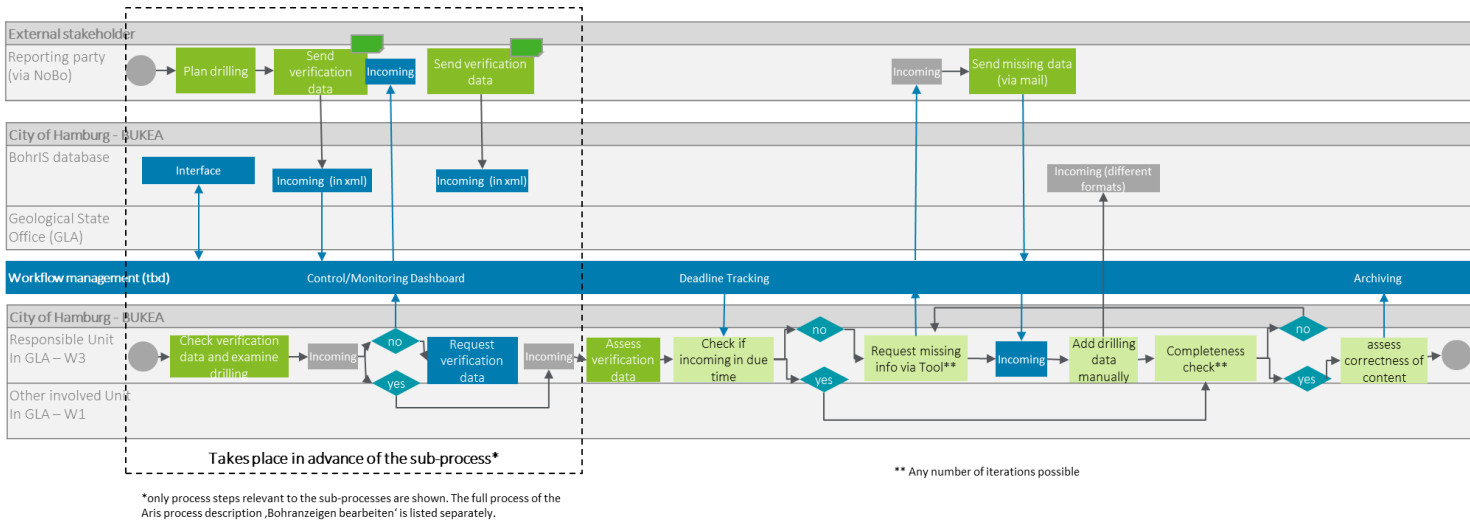 External stakeholder
Reporting party
(via NoBo)
Plan drilling
Send
verification
data
Incoming
Send verification
data
Incoming
Send missing data
(via mail)
City of Hamburg - BUKEA
BohrIS database
Interface
Incoming (in xml)
Incoming (in xml)
Incoming (different
formats)
Geological State
Office (GLA)
Workflow management (tbd)
Control/Monitoring Dashboard
Deadline Tracking
Archiving
City of Hamburg - BUKEA
Responsible Unit
In GLA – W3
Check verification
data and examine
drilling
Incoming
no
yes
Request
verification
data
Incoming
Assess
verification
data
Check if
incoming in due
time
no
yes
Request missing
info via Tool**
Incoming
Add drilling
data
manually
Completeness
check**
no
yes
assess
correctness of
content
Other involved Unit
In GLA – W1
Takes place in advance of the sub-process*
** Any number of iterations possible
*only process steps relevant to the sub-processes are shown. The full process of the
Aris process description ‚Bohranzeigen bearbeiten‘ is listed separately.